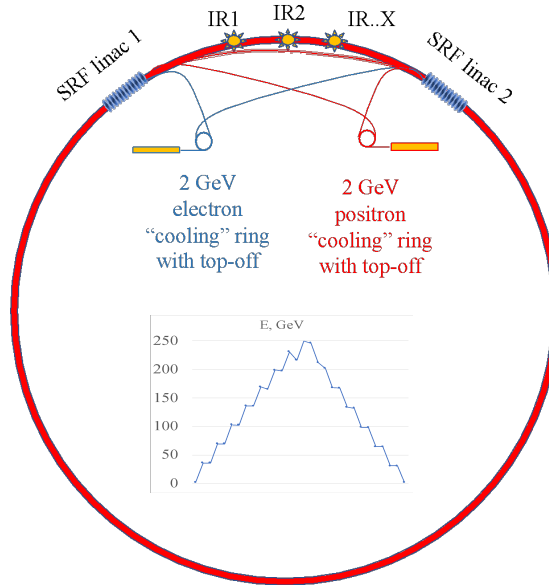 IR1 IR2 IR..X
SRF linac 1
SRF linac 2
2 GeV
electron
“cooling” ring
with top-off
2 GeV
positron
“cooling” ring
with top-off
E, GeV
250
200
150
100
50
0